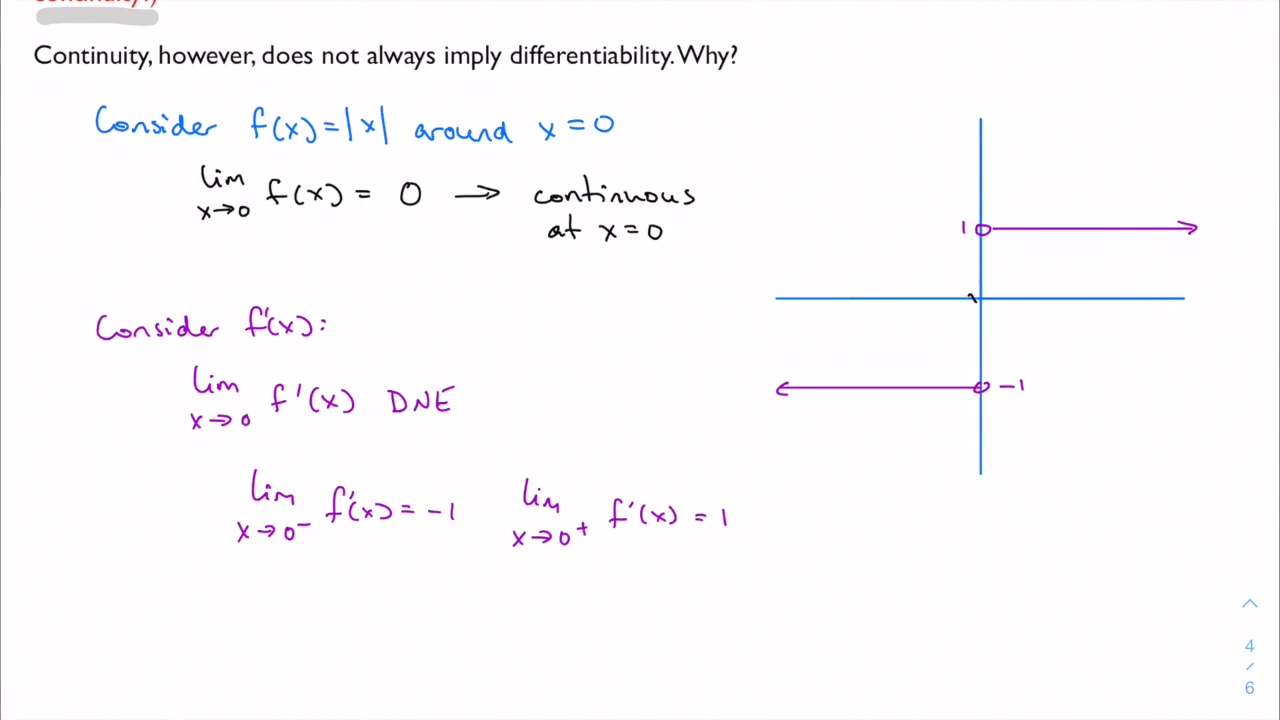 Continuity, however, does not always imply differentiability. Why?
Consider f(x)=|x| around x=0
lim x→0 f(x) = 0 → continuous
at x=0
1
Consider f'(x):
lim x→0 f'(x) DNE
-1
lim x→0⁻ f'(x) = -1 lim x→0⁺ f'(x) = 1
4
/
6